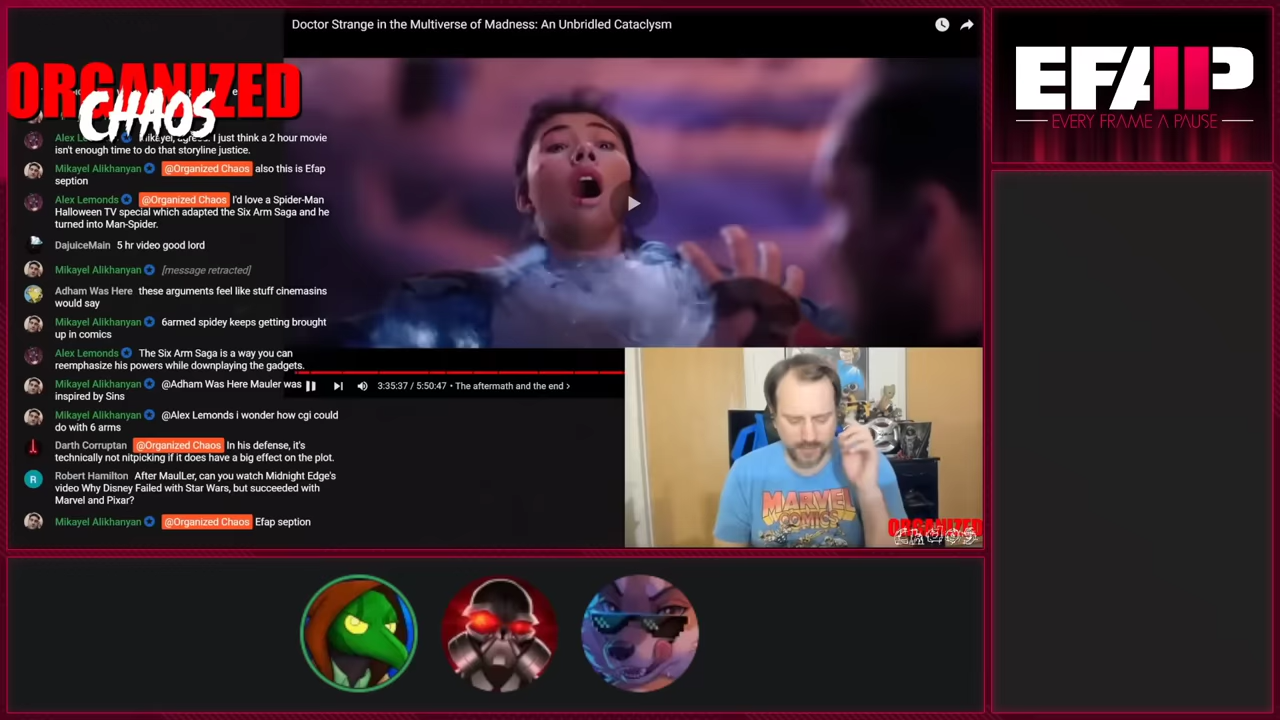 Doctor Strange in the Multiverse of Madness: An Unbridled Cataclysm
EFAP
EVERY FRAME A PAUSE
ORGANIZED
CHAOS
I just think a 2 hour movie
isn't enough time to do that storyline justice.
Mikayel Alikhanyan @Organized Chaos also this is Efap
seption
Alex Lemonds @Organized Chaos I'd love a Spider-Man
Halloween TV special which adapted the Six Arm Saga and he
turned into Man-Spider.
DajuiceMain 5 hr video good lord
Mikayel Alikhanyan [message retracted]
Adham Was Here these arguments feel like stuff cinemasins
would say
Mikayel Alikhanyan 6armed spidey keeps getting brought
up in comics
Alex Lemonds The Six Arm Saga is a way you can
reemphasize his powers while downplaying the gadgets.
Mikayel Alikhanyan @Adham Was Here Mauler was
inspired by Sins
3:35:37 / 5:50:47 • The aftermath and the end >
Mikayel Alikhanyan @Alex Lemonds i wonder how cgi could
do with 6 arms
Darth Corruptan @Organized Chaos In his defense, it's
technically not nitpicking if it does have a big effect on the plot.
R
Robert Hamilton After MaulLer, can you watch Midnight Edge's
video Why Disney Failed with Star Wars, but succeeded with
Marvel and Pixar?
Mikayel Alikhanyan @Organized Chaos Efap seption
MARVEL
COMICS
ORGANIZED
CHAOS